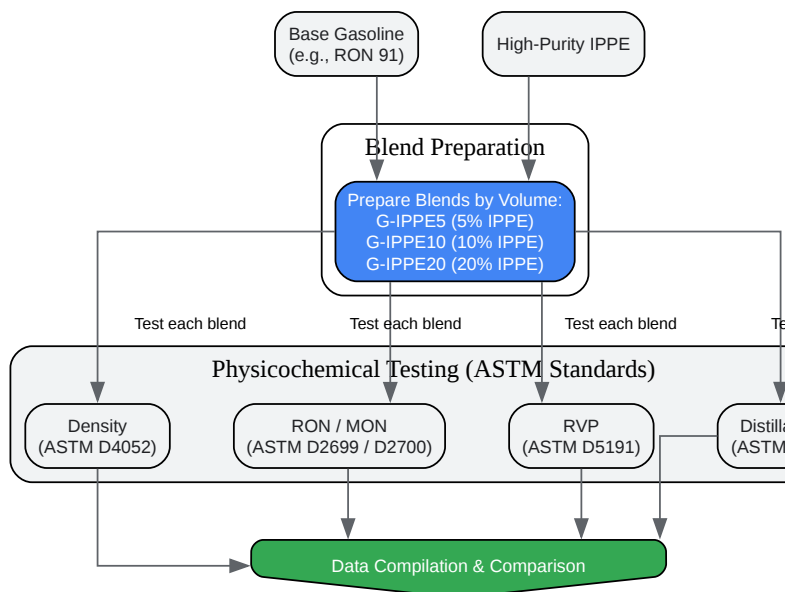 Base Gasoline
(e.g., RON 91)
High-Purity IPPE
Blend Preparation
Prepare Blends by Volume:
G-IPPE5 (5% IPPE)
G-IPPE10 (10% IPPE)
G-IPPE20 (20% IPPE)
Test each blend
Test each blend
Test each blend
Physicochemical Testing (ASTM Standards)
Density
(ASTM D4052)
RON / MON
(ASTM D2699 / D2700)
RVP
(ASTM D5191)
(ASTM
Data Compilation & Comparison